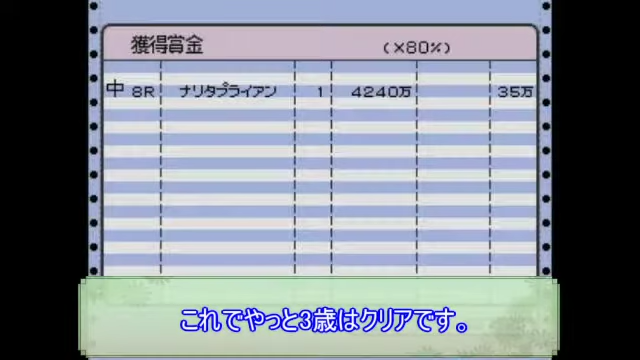 獲得賞金 (×80%)
中 8R ナリタブライアン 1 4240万 35万
これでやっと3歳はクリアです。